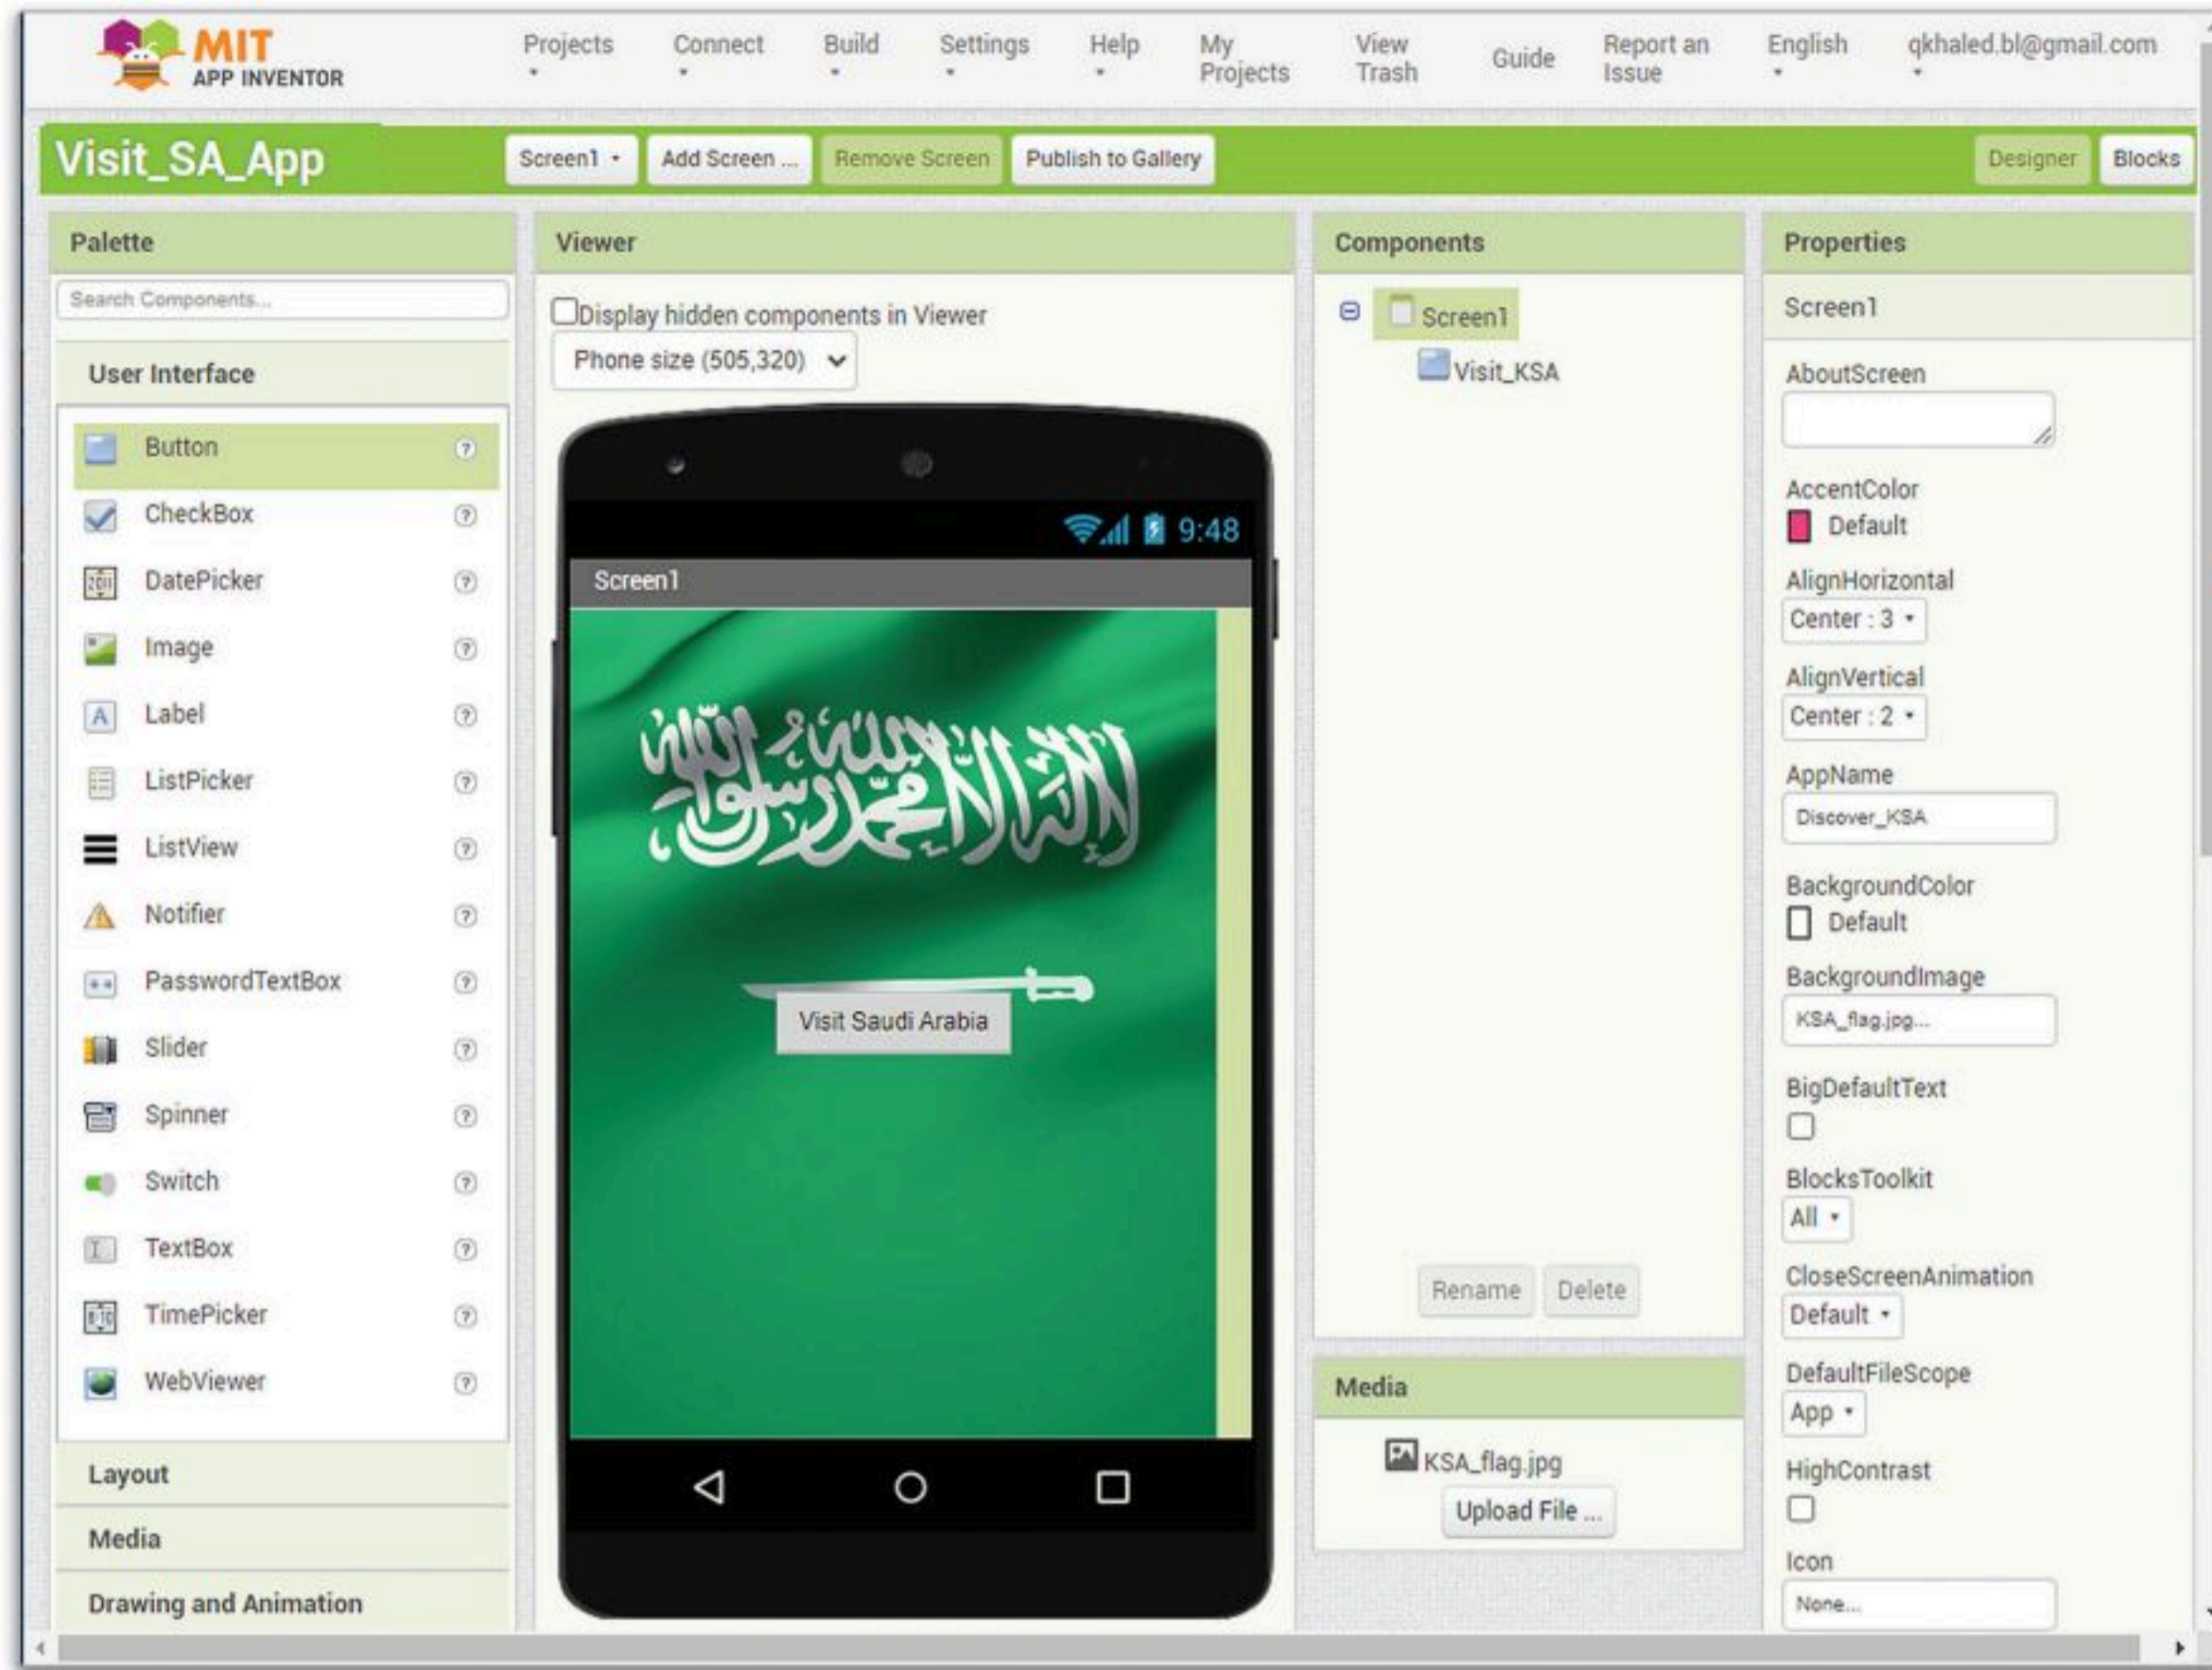 MIT
APP INVENTOR
Projects
Connect
Build
Settings
Help
My
Projects
View
Trash
Guide
Report an
Issue
English
qkhaled.bl@gmail.com
Visit_SA_App
Screen1
Add Screen ...
Remove Screen
Publish to Gallery
Designer
Blocks
Palette
Search Components...
User Interface
Button
?
CheckBox
?
DatePicker
?
Image
?
Label
?
ListPicker
?
ListView
?
Notifier
?
PasswordTextBox
?
Slider
?
Spinner
?
Switch
?
TextBox
?
TimePicker
?
WebViewer
?
Layout
Media
Drawing and Animation
Viewer
Display hidden components in Viewer
Phone size (505,320)
9:48
Screen1
لا إله إلا الله محمد رسول الله
Visit Saudi Arabia
Components
Screen1
Visit_KSA
Rename
Delete
Media
KSA_flag.jpg
Upload File ...
Properties
Screen1
AboutScreen
AccentColor
Default
AlignHorizontal
Center : 3
AlignVertical
Center : 2
AppName
Discover_KSA
BackgroundColor
Default
BackgroundImage
KSA_flag.jpg...
BigDefaultText
BlocksToolkit
All
CloseScreenAnimation
Default
DefaultFileScope
App
HighContrast
Icon
None...